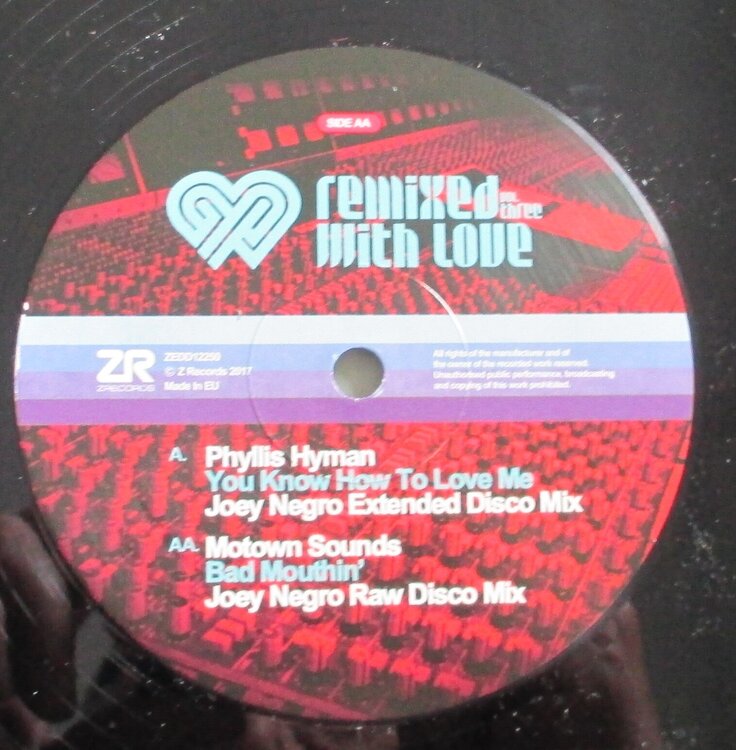 SIDE AA
remixed vol. three
with love
ZR
ZRECORDS
ZEDD12250
© Z Records 2017
Made In EU
All rights of the manufacturer and of
the owner of the recorded work reserved.
Unauthorised public performance, broadcasting
and copying of this work prohibited.
A. Phyllis Hyman
You Know How To Love Me
Joey Negro Extended Disco Mix
AA. Motown Sounds
Bad Mouthin'
Joey Negro Raw Disco Mix